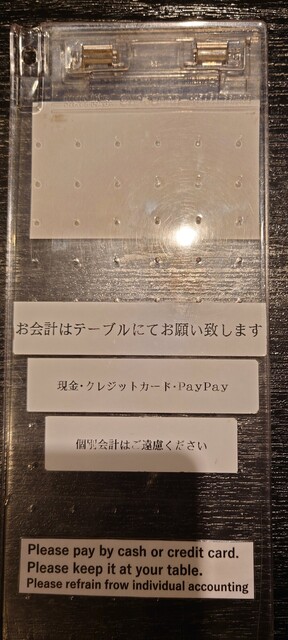 お会計はテーブルにてお願い致します
現金・クレジットカード・PayPay
個別会計はご遠慮ください
Please pay by cash or credit card.
Please keep it at your table.
Please refrain frow individual accounting